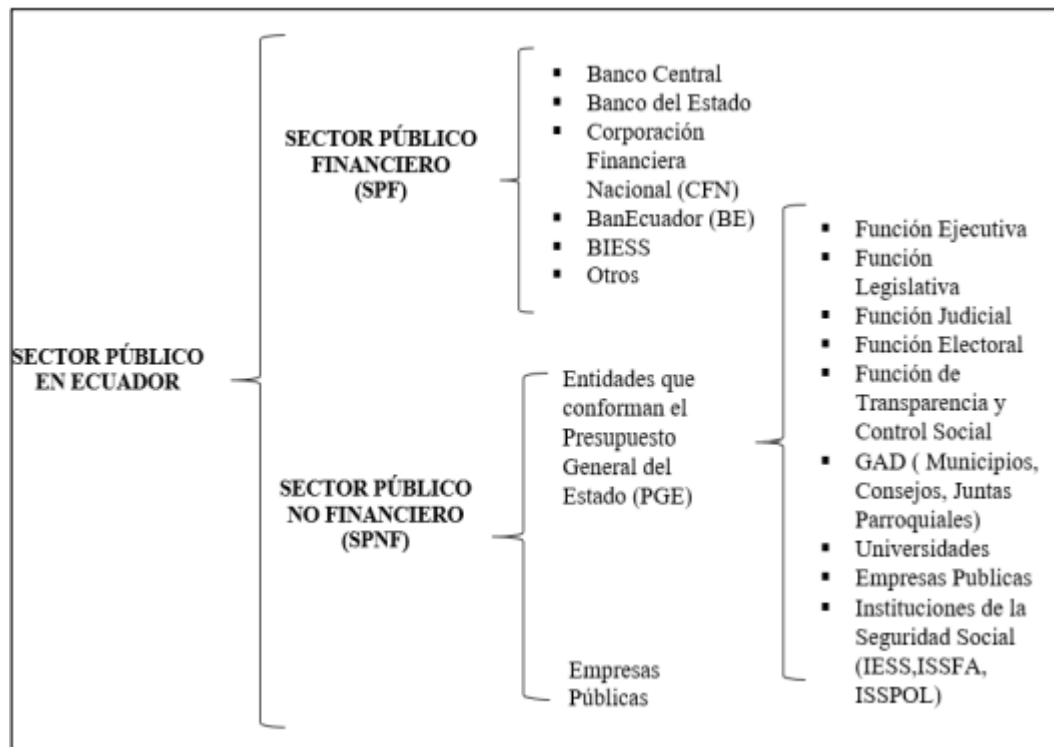 SECTOR PÚBLICO
EN ECUADOR
SECTOR PÚBLICO
FINANCIERO
(SPF)
▪ Banco Central
▪ Banco del Estado
▪ Corporación
Financiera
Nacional (CFN)
▪ BanEcuador (BE)
▪ BIESS
▪ Otros
SECTOR PÚBLICO
NO FINANCIERO
(SPNF)
Entidades que
conforman el
Presupuesto
General del
Estado (PGE)
▪ Función Ejecutiva
▪ Función
Legislativa
▪ Función Judicial
▪ Función Electoral
▪ Función de
Transparencia y
Control Social
▪ GAD ( Municipios,
Consejos, Juntas
Parroquiales)
▪ Universidades
▪ Empresas Publicas
▪ Instituciones de la
Seguridad Social
(IESS,ISSFA,
ISSPOL)
Empresas
Públicas